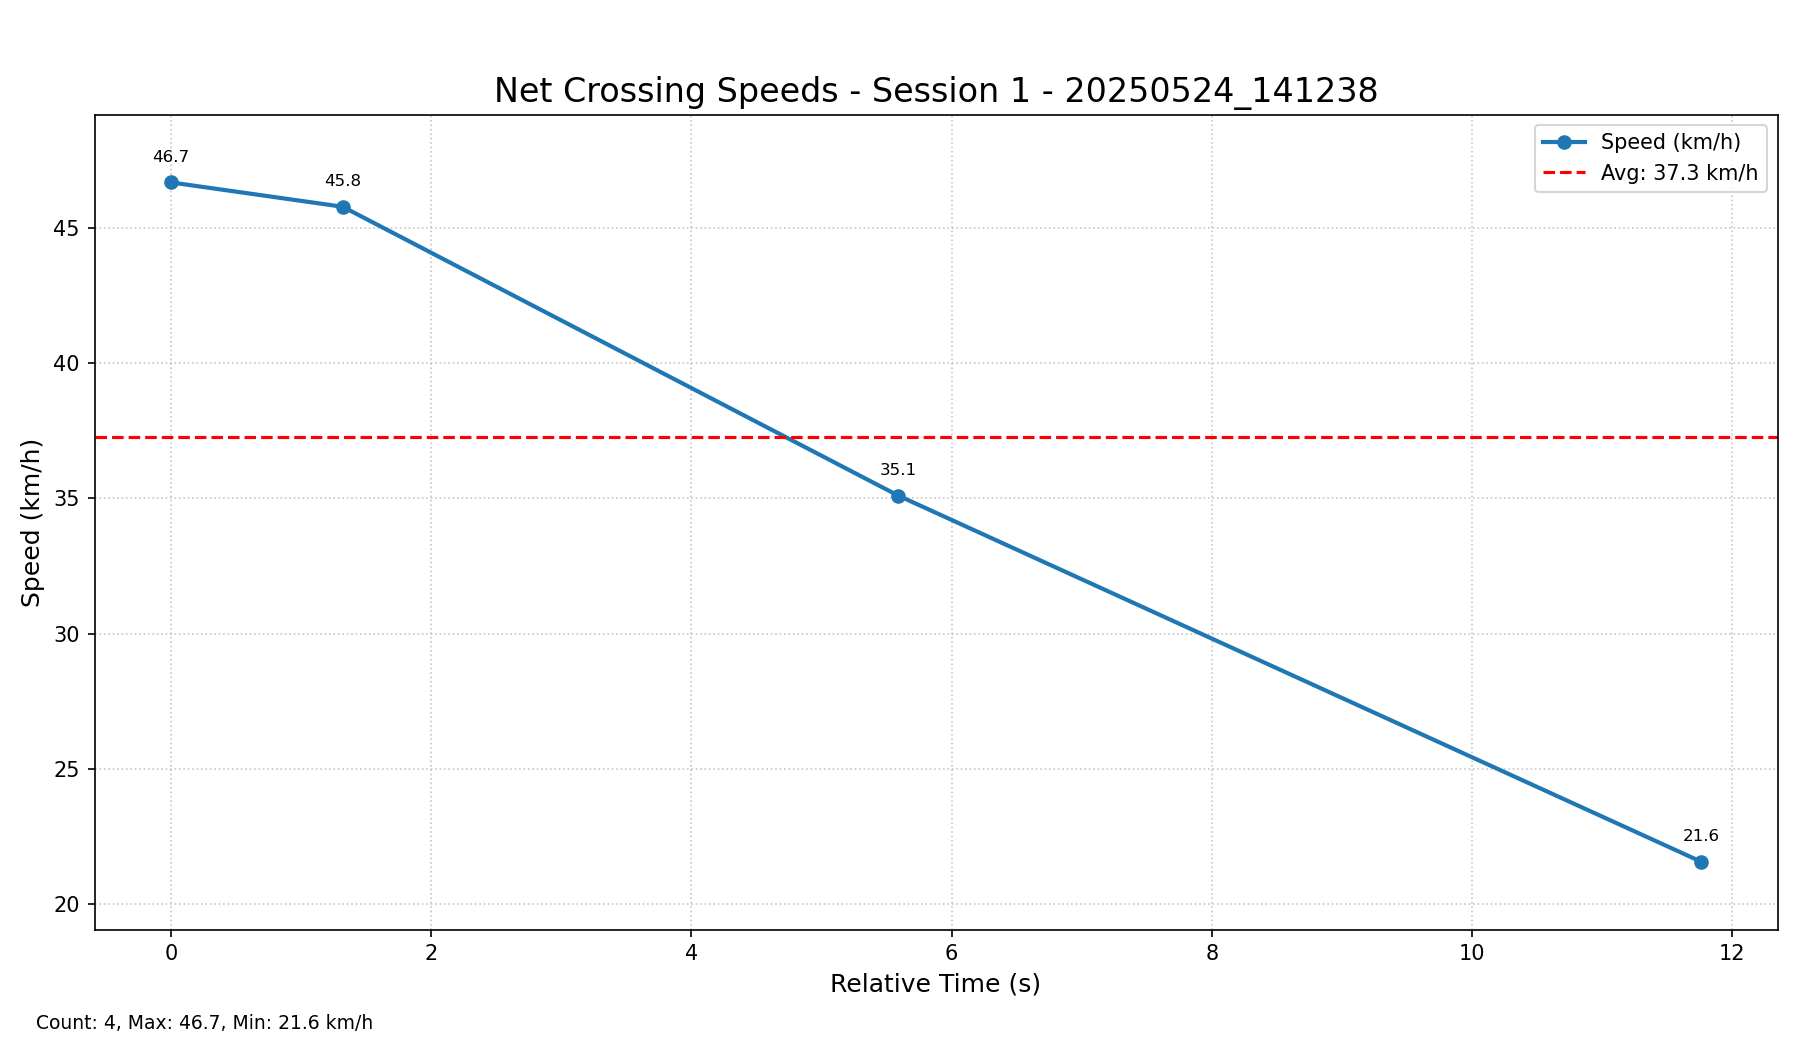 Net Crossing Speeds - Session 1 - 20250524_141238
Speed (km/h)
Avg: 37.3 km/h
46.7
45.8
35.1
21.6
45
40
35
30
25
20
Speed (km/h)
0 2 4 6 8 10 12
Relative Time (s)
Count: 4, Max: 46.7, Min: 21.6 km/h